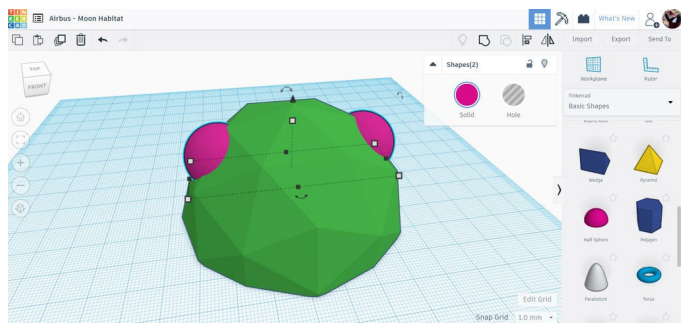 TIN
KER
CAD
Airbus - Moon Habitat
What's New
Import
Export
Send To
TOP
FRONT
Shapes(2)
Solid
Hole
Workplane
Ruler
Tinkercad
Basic Shapes
Wedge
Pyramid
Half Sphere
Polygon
Paraboloid
Torus
Edit Grid
Snap Grid
1.0 mm